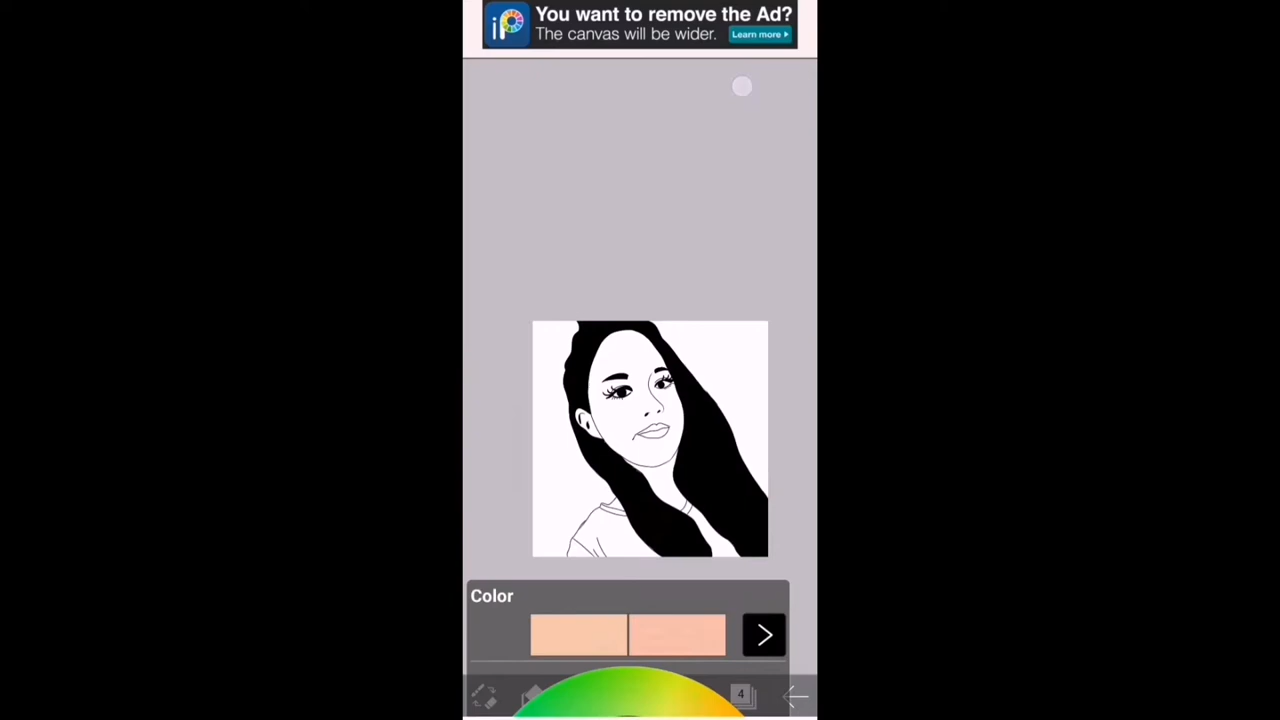 iP
You want to remove the Ad?
The canvas will be wider.
Learn more
Color
4